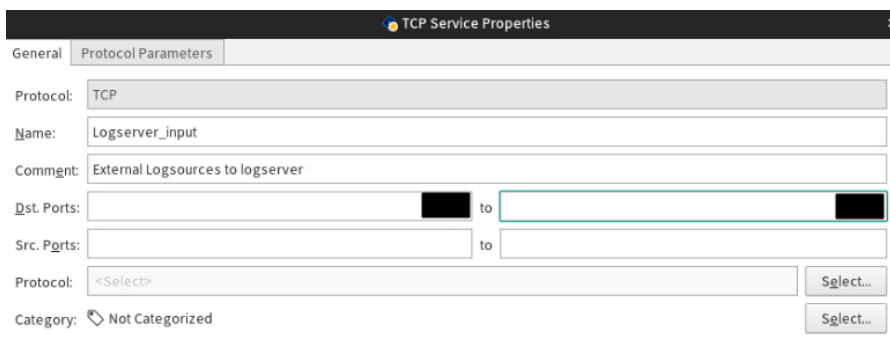 TCP Service Properties
General Protocol Parameters
Protocol: TCP
Name: Logserver_input
Comment: External Logsources to logserver
Dst. Ports: to
Src. Ports: to
Protocol: <Select> Select...
Category: Not Categorized Select...